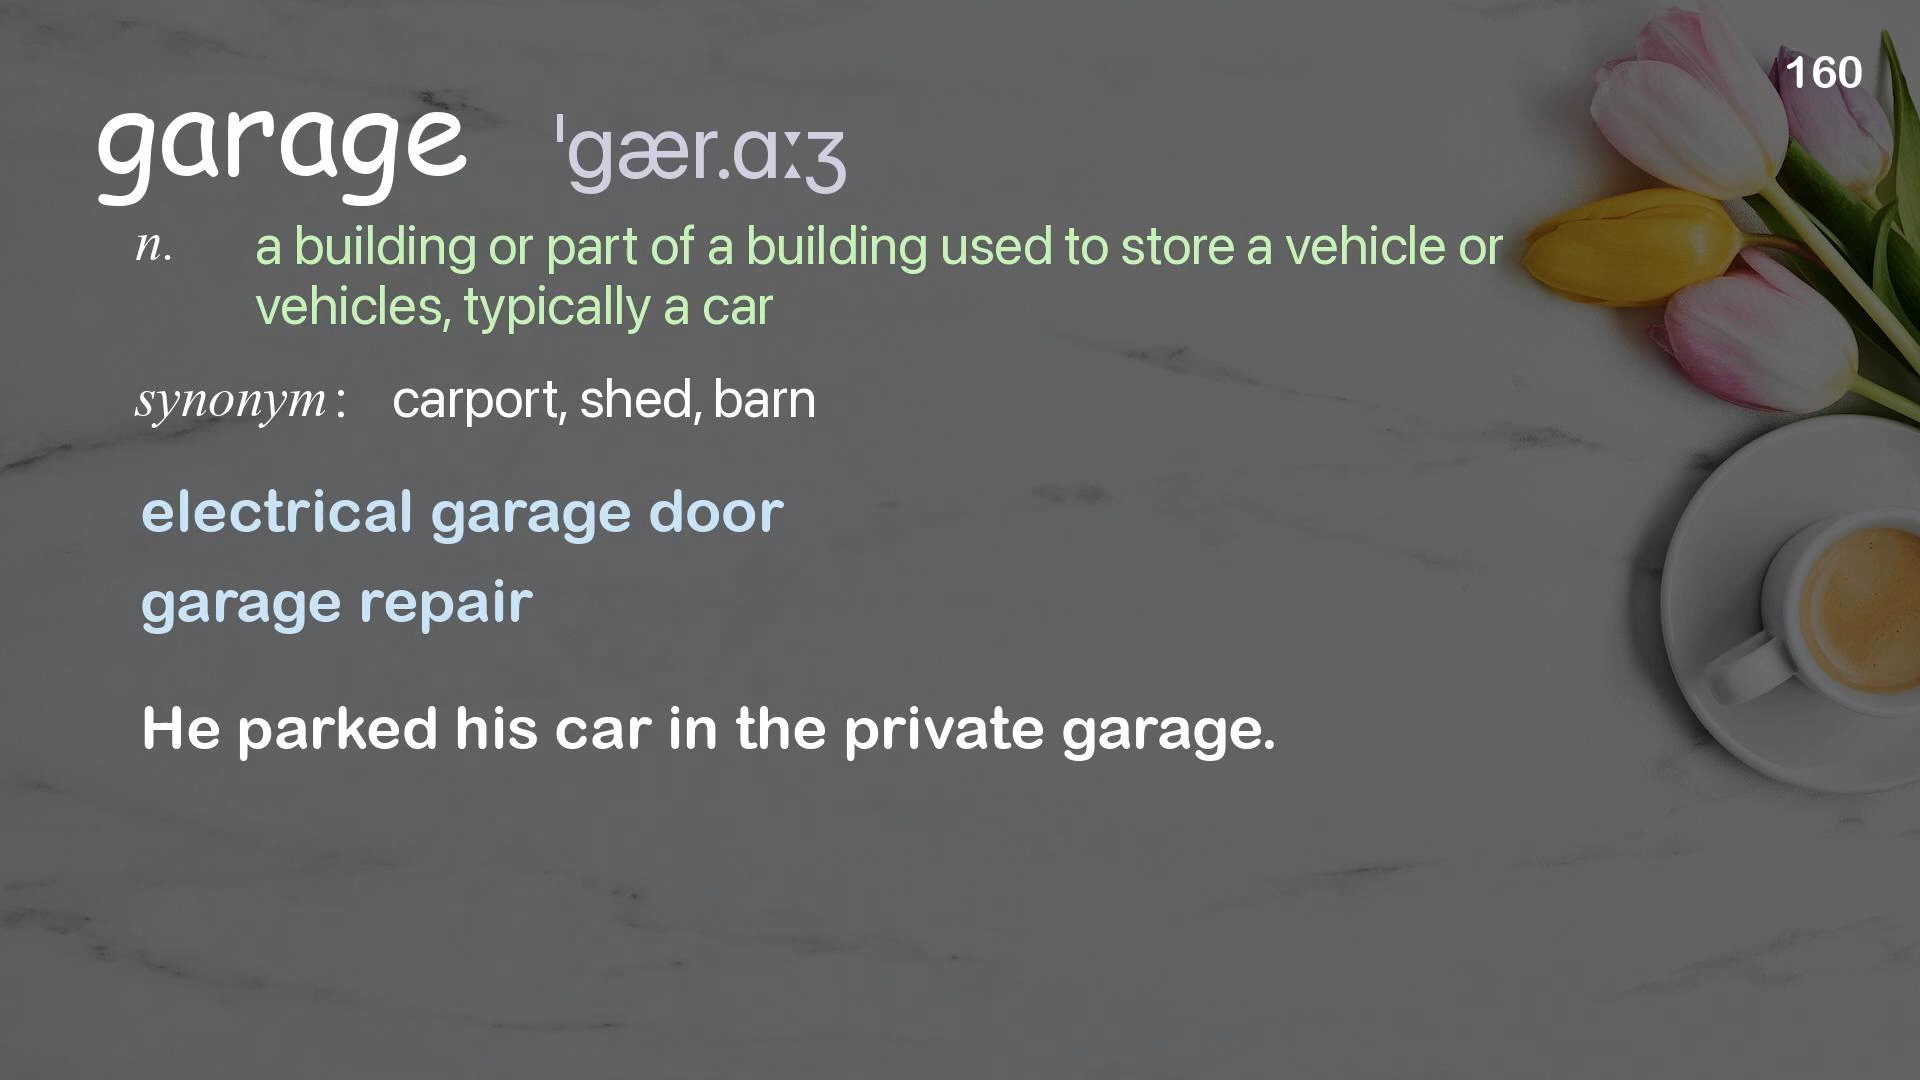 160
garage ˈɡær.ɑːʒ
n. a building or part of a building used to store a vehicle or
vehicles, typically a car
synonym : carport, shed, barn
electrical garage door
garage repair
He parked his car in the private garage.